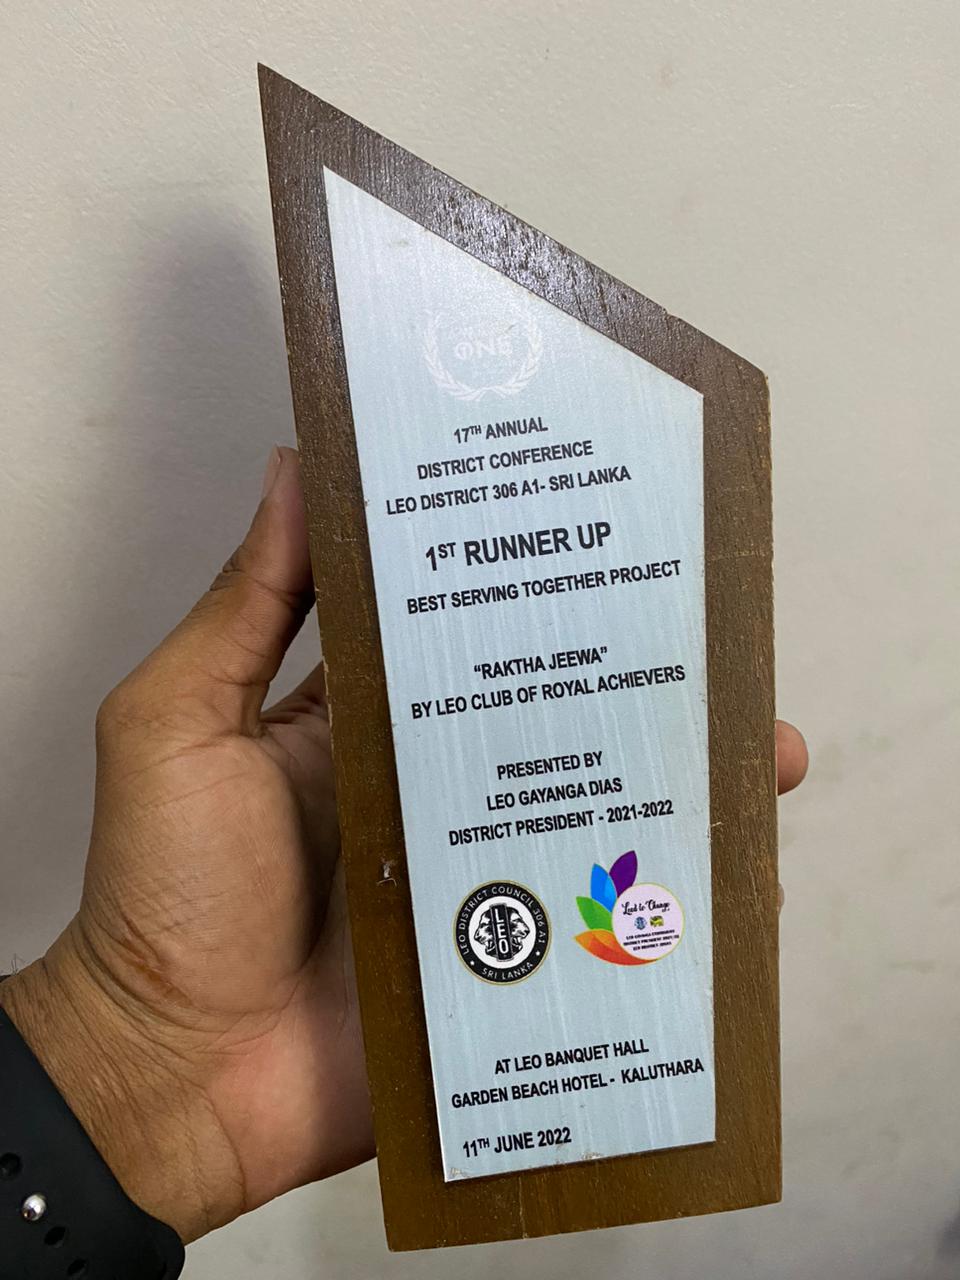 ONE
17TH ANNUAL
DISTRICT CONFERENCE
LEO DISTRICT 306 A1- SRI LANKA
1ST RUNNER UP
BEST SERVING TOGETHER PROJECT
“RAKTHA JEEWA”
BY LEO CLUB OF ROYAL ACHIEVERS
PRESENTED BY
LEO GAYANGA DIAS
DISTRICT PRESIDENT - 2021-2022
LEO DISTRICT COUNCIL 306 A1
LEO
SRI LANKA
Lead to Change
AT LEO BANQUET HALL
GARDEN BEACH HOTEL - KALUTHARA
11TH JUNE 2022